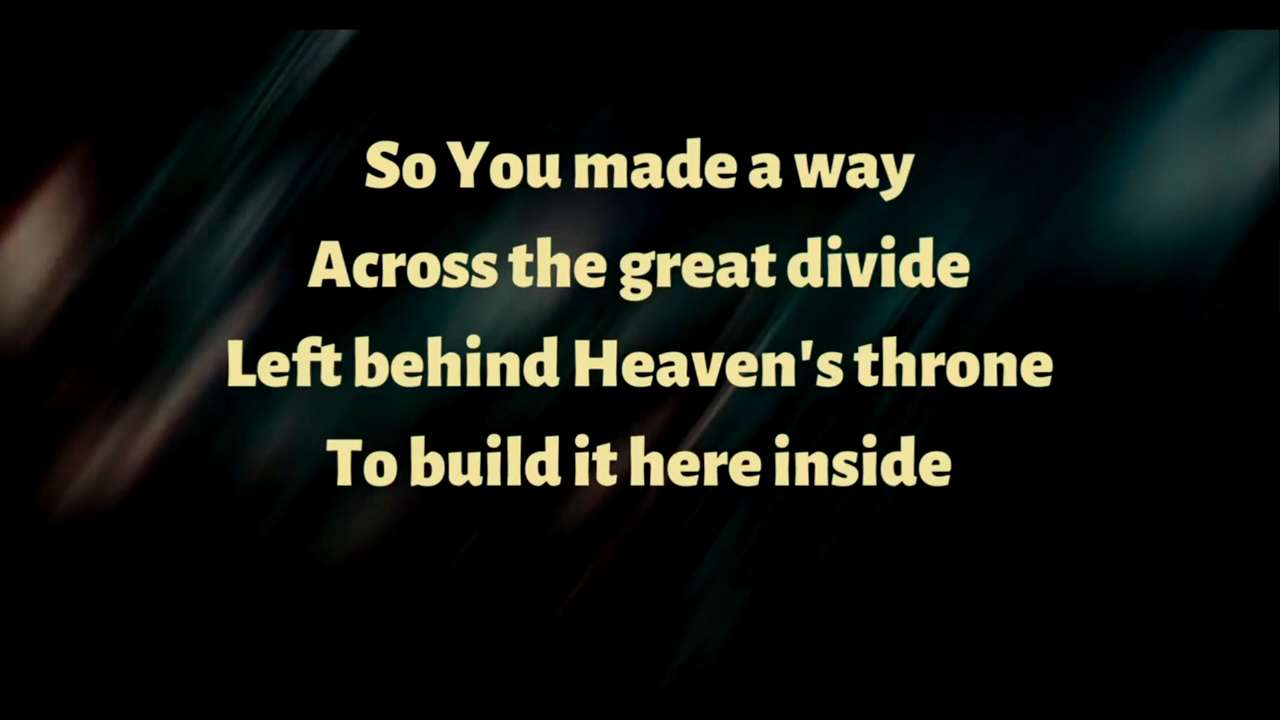 So You made a way
Across the great divide
Left behind Heaven's throne
To build it here inside